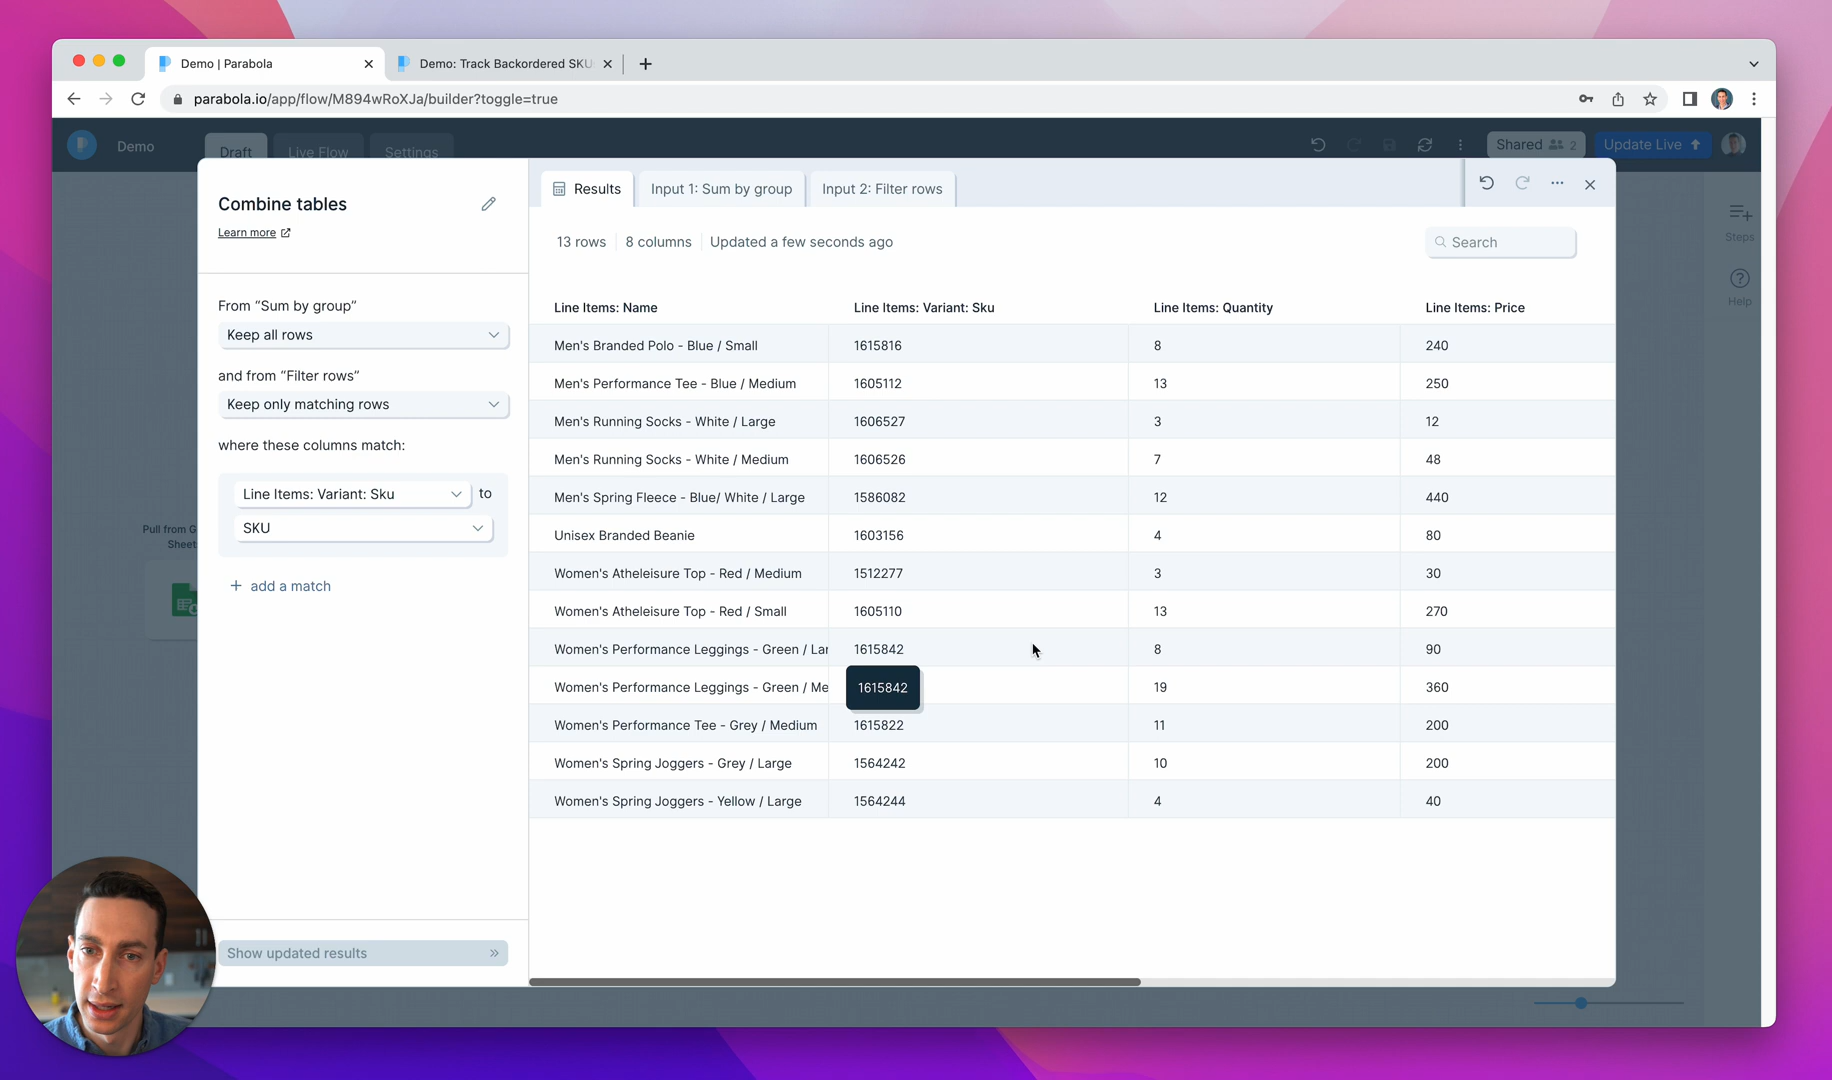 Demo | Parabola
Demo: Track Backordered SKU
parabola.io/app/flow/M894wRoXJa/builder?toggle=true
Demo
Draft
Live Flow
Settings
Shared 2
Update Live
Combine tables
Learn more
Results
Input 1: Sum by group
Input 2: Filter rows
13 rows
8 columns
Updated a few seconds ago
Search
Steps
Help
From “Sum by group”
Keep all rows
and from “Filter rows”
Keep only matching rows
where these columns match:
Line Items: Variant: Sku
to
SKU
+ add a match
Show updated results
Pull from G
Sheets
Line Items: Name Line Items: Variant: Sku Line Items: Quantity Line Items: Price
Men's Branded Polo - Blue / Small 1615816 8 240
Men's Performance Tee - Blue / Medium 1605112 13 250
Men's Running Socks - White / Large 1606527 3 12
Men's Running Socks - White / Medium 1606526 7 48
Men's Spring Fleece - Blue/ White / Large 1586082 12 440
Unisex Branded Beanie 1603156 4 80
Women's Atheleisure Top - Red / Medium 1512277 3 30
Women's Atheleisure Top - Red / Small 1605110 13 270
Women's Performance Leggings - Green / Lar 1615842 8 90
Women's Performance Leggings - Green / Me 1615842 19 360
Women's Performance Tee - Grey / Medium 1615822 11 200
Women's Spring Joggers - Grey / Large 1564242 10 200
Women's Spring Joggers - Yellow / Large 1564244 4 40